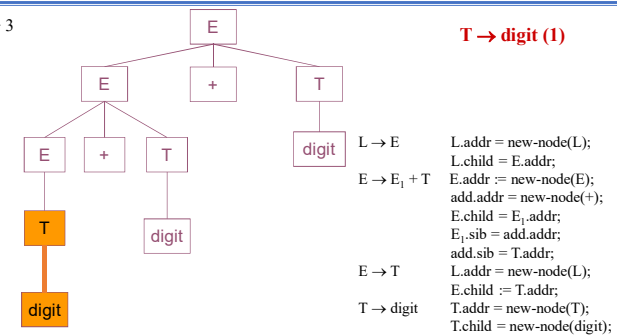 3
T → digit (1)
E
E + T
E + T digit
T digit
digit
L → E L.addr = new-node(L);
L.child = E.addr;
E → E₁ + T E.addr := new-node(E);
add.addr = new-node(+);
E.child = E₁.addr;
E₁.sib = add.addr;
add.sib = T.addr;
E → T L.addr = new-node(L);
E.child := T.addr;
T → digit T.addr = new-node(T);
T.child = new-node(digit);